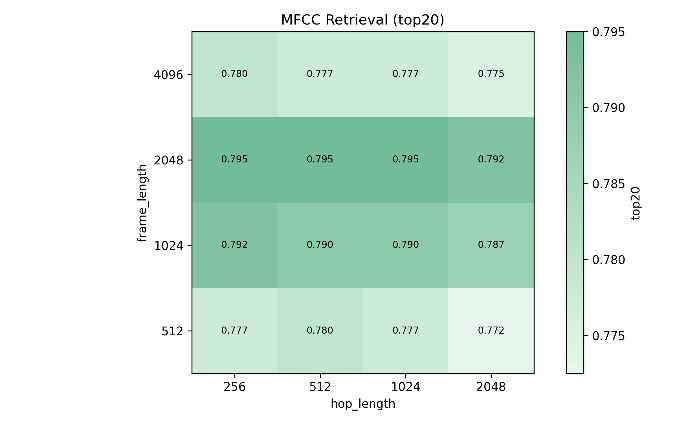 MFCC Retrieval (top20)
frame_length
4096 0.780 0.777 0.777 0.775
2048 0.795 0.795 0.795 0.792
1024 0.792 0.790 0.790 0.787
512 0.777 0.780 0.777 0.772
256 512 1024 2048
hop_length
0.795
0.790
0.785
0.780
0.775
top20